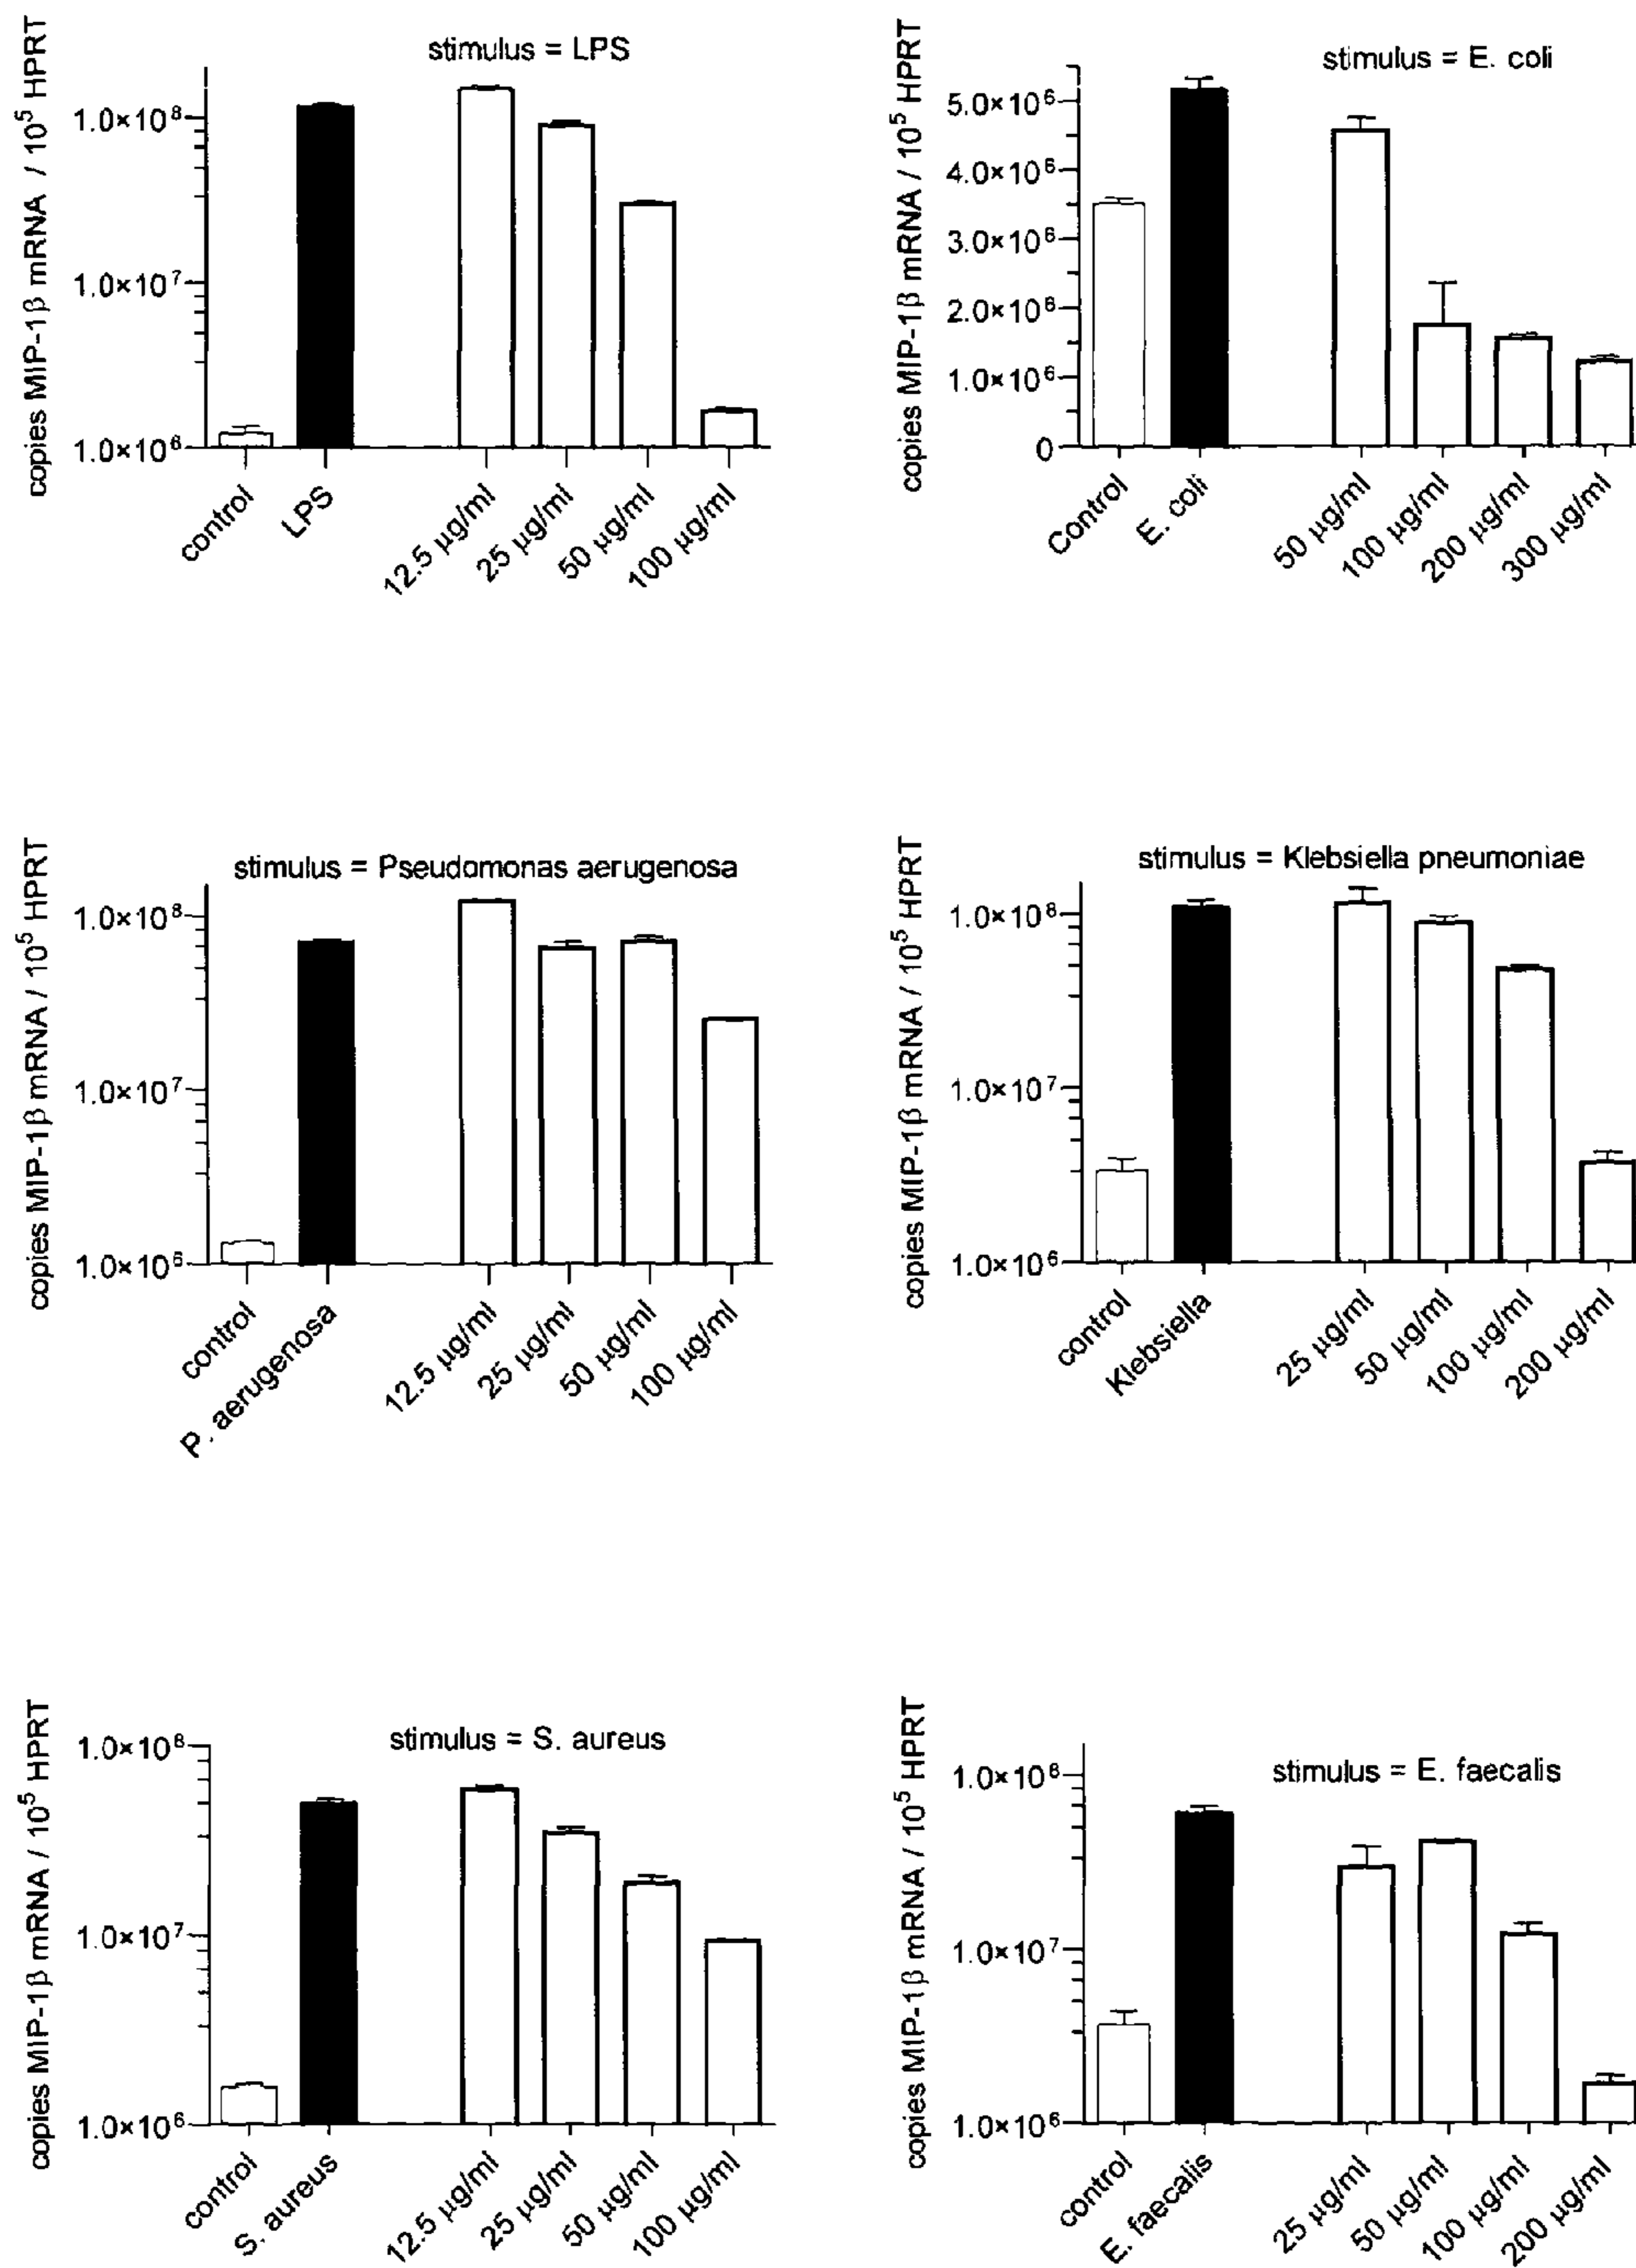 stimulus = LPS
copies MIP-1β mRNA / 10⁵ HPRT
1.0×10⁸
1.0×10⁷
1.0×10⁶
control
LPS
12.5 µg/ml
25 µg/ml
50 µg/ml
100 µg/ml
stimulus = E. coli
copies MIP-1β mRNA / 10⁵ HPRT
5.0×10⁶
4.0×10⁶
3.0×10⁶
2.0×10⁶
1.0×10⁶
0
Control
E. coli
50 µg/ml
100 µg/ml
200 µg/ml
300 µg/ml
stimulus = Pseudomonas aerugenosa
copies MIP-1β mRNA / 10⁵ HPRT
1.0×10⁸
1.0×10⁷
1.0×10⁶
control
P. aerugenosa
12.5 µg/ml
25 µg/ml
50 µg/ml
100 µg/ml
stimulus = Klebsiella pneumoniae
copies MIP-1β mRNA / 10⁵ HPRT
1.0×10⁸
1.0×10⁷
1.0×10⁶
control
Klebsiella
25 µg/ml
50 µg/ml
100 µg/ml
200 µg/ml
stimulus = S. aureus
copies MIP-1β mRNA / 10⁵ HPRT
1.0×10⁸
1.0×10⁷
1.0×10⁶
control
S. aureus
12.5 µg/ml
25 µg/ml
50 µg/ml
100 µg/ml
stimulus = E. faecalis
copies MIP-1β mRNA / 10⁵ HPRT
1.0×10⁸
1.0×10⁷
1.0×10⁶
control
E. faecalis
25 µg/ml
50 µg/ml
100 µg/ml
200 µg/ml